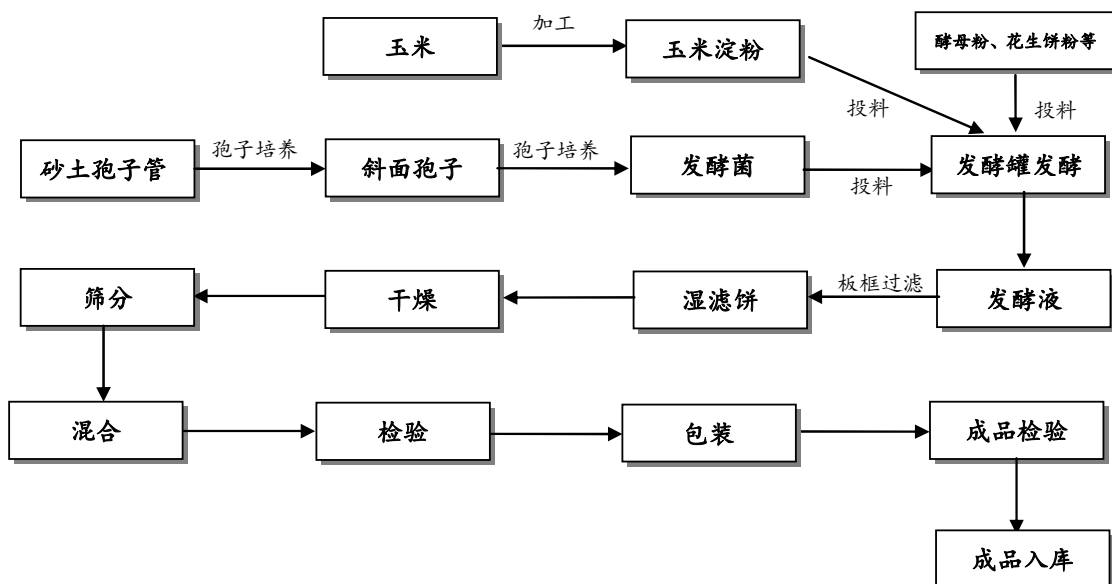 玉米
加工
玉米淀粉
酵母粉、花生饼粉等
投料
投料
砂土孢子管
孢子培养
斜面孢子
孢子培养
发酵菌
投料
发酵罐发酵
筛分
干燥
湿滤饼
板框过滤
发酵液
混合
检验
包装
成品检验
成品入库